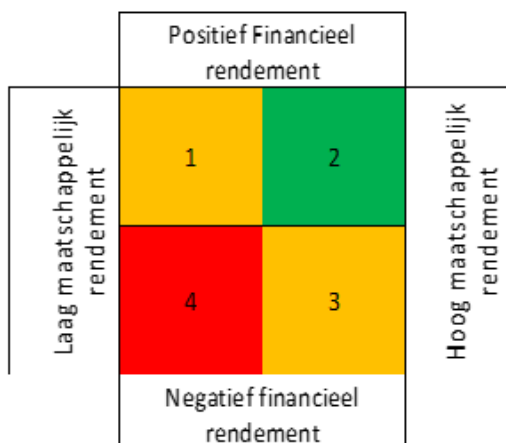 Positief Financieel
rendement
Laag maatschappelijk
rendement
1
2
Hoog maatschappelijk
rendement
4
3
Negatief financieel
rendement